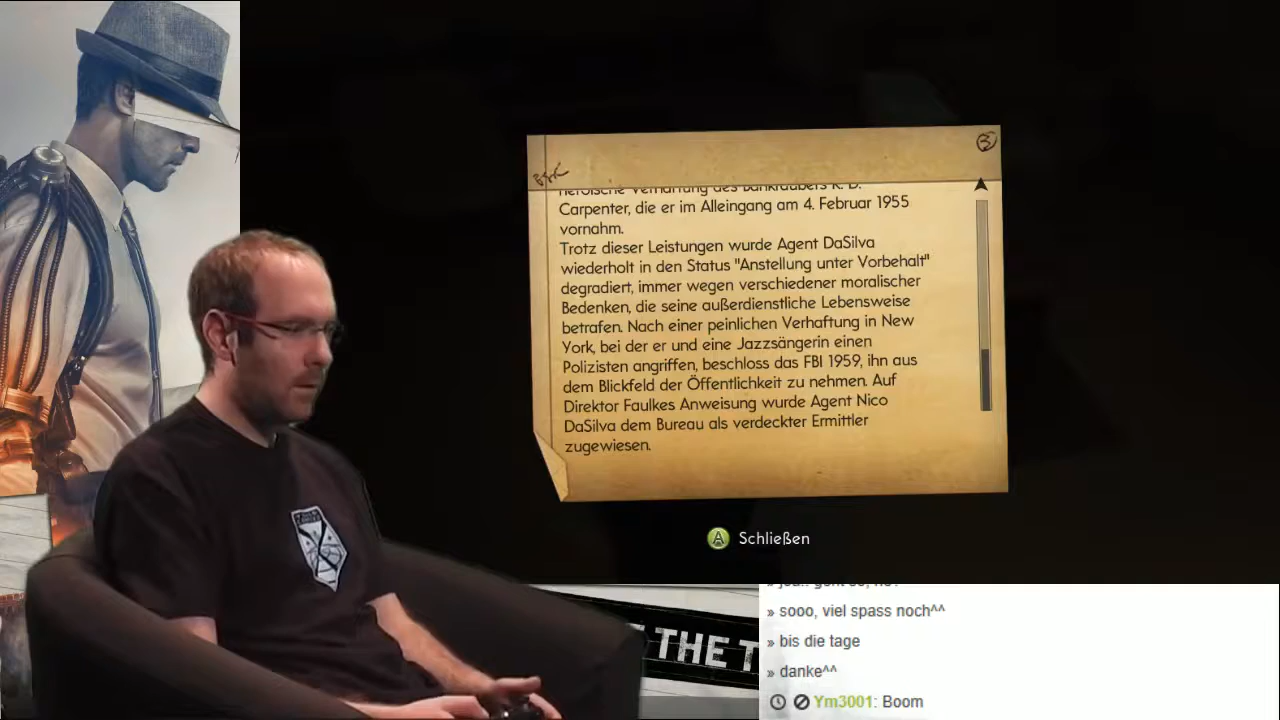 heroische Verhaftung des Bankräubers R. D.
Carpenter, die er im Alleingang am 4. Februar 1955
vornahm.
Trotz dieser Leistungen wurde Agent DaSilva
wiederholt in den Status "Anstellung unter Vorbehalt"
degradiert, immer wegen verschiedener moralischer
Bedenken, die seine außerdienstliche Lebensweise
betrafen. Nach einer peinlichen Verhaftung in New
York, bei der er und eine Jazzsängerin einen
Polizisten angriffen, beschloss das FBI 1959, ihn aus
dem Blickfeld der Öffentlichkeit zu nehmen. Auf
Direktor Faulkes Anweisung wurde Agent Nico
DaSilva dem Bureau als verdeckter Ermittler
zugewiesen.
A Schließen
THE T
» sooo, viel spass noch^^
» bis die tage
» danke^^
Ym3001: Boom